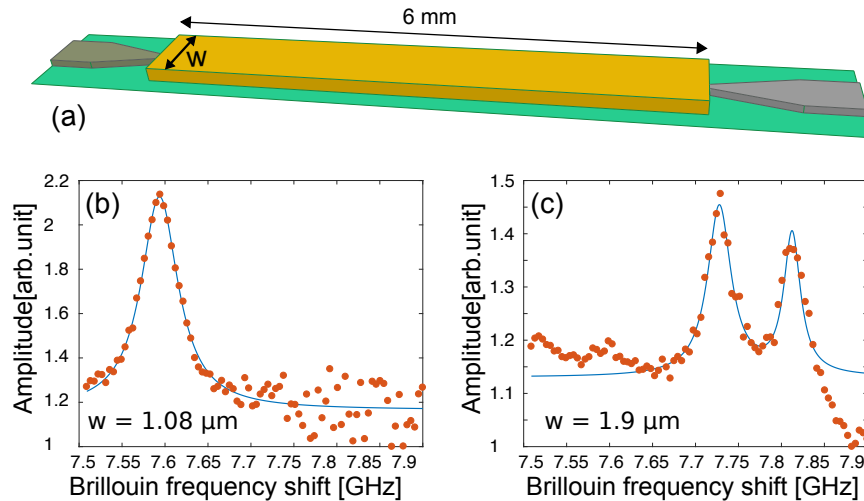 6 mm
w
(a)
(b)
Amplitude[arb.unit]
2.2
2
1.8
1.6
1.4
1.2
1
w = 1.08 µm
7.5 7.55 7.6 7.65 7.7 7.75 7.8 7.85 7.9
Brillouin frequency shift [GHz]
(c)
Amplitude[arb.unit]
1.5
1.4
1.3
1.2
1.15
1.1
1
w = 1.9 µm
7.5 7.55 7.6 7.65 7.7 7.75 7.8 7.85 7.9
Brillouin frequency shift [GHz]